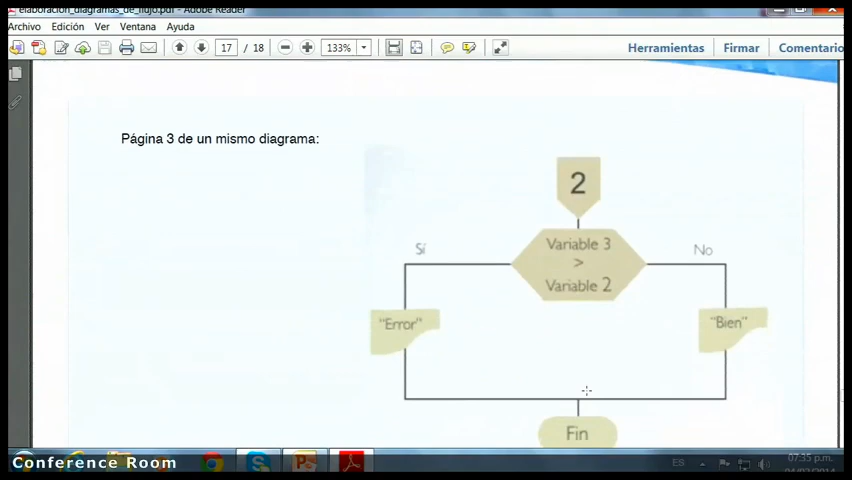 elaboracion_diagramas_de_flujo.pdf - Adobe Reader
Archivo Edición Ver Ventana Ayuda
17 / 18 133% Herramientas Firmar Comentario
Página 3 de un mismo diagrama:
2
Sí Variable 3 No
>
Variable 2
"Error" "Bien"
Fin
07:35 p.m.
Conference Room ES